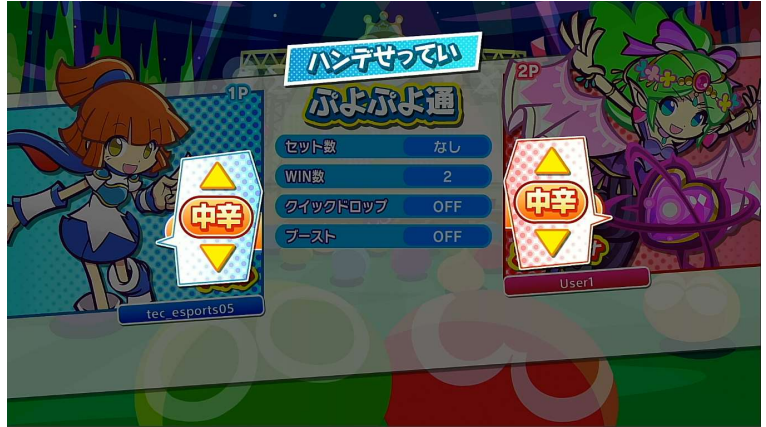 ハンデせってい
1P
2P
ぷよぷよ通
セット数 なし
WIN数 2
クイックドロップ OFF
ブースト OFF
中辛
中辛
tec_esports05
User1